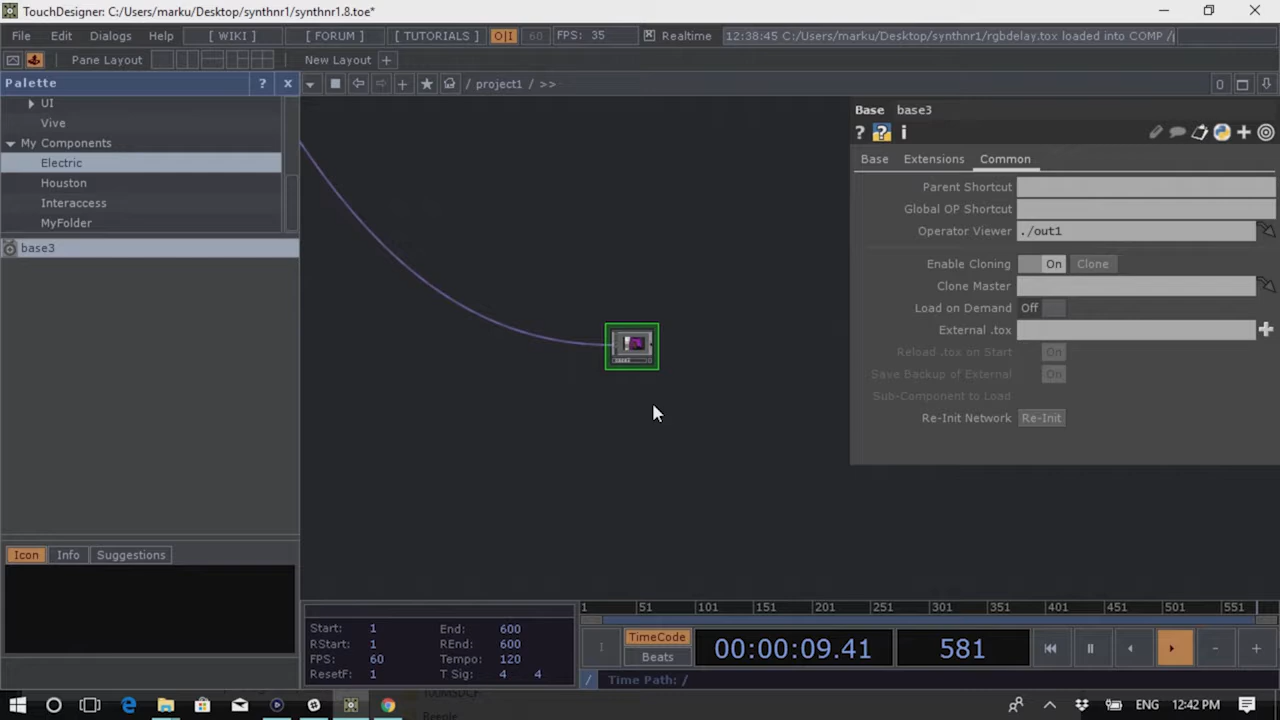 TouchDesigner: C:/Users/marku/Desktop/synthnr1/synthnr1.8.toe*
File Edit Dialogs Help [ WIKI ] [ FORUM ] [ TUTORIALS ] O|I 60 FPS: 35 Realtime 12:38:45 C:/Users/marku/Desktop/synthnr1/rgbdelay.tox loaded into COMP /
Pane Layout New Layout +
Palette ? x
/ project1 / >> 0
UI
Vive
My Components
Electric
Houston
Interaccess
MyFolder
base3
Icon Info Suggestions
Base base3
? ? i
Base Extensions Common
Parent Shortcut
Global OP Shortcut
Operator Viewer ./out1
Enable Cloning On Clone
Clone Master
Load on Demand Off
External .tox
Reload .tox on Start On
Save Backup of External On
Sub-Component to Load
Re-Init Network Re-Init
1 51 101 151 201 251 301 351 401 451 501 551
Start: 1 End: 600
RStart: 1 REnd: 600
FPS: 60 Tempo: 120
ResetF: 1 T Sig: 4 4
TimeCode
Beats
00:00:09.41 581
/ Time Path: /
ENG 12:42 PM